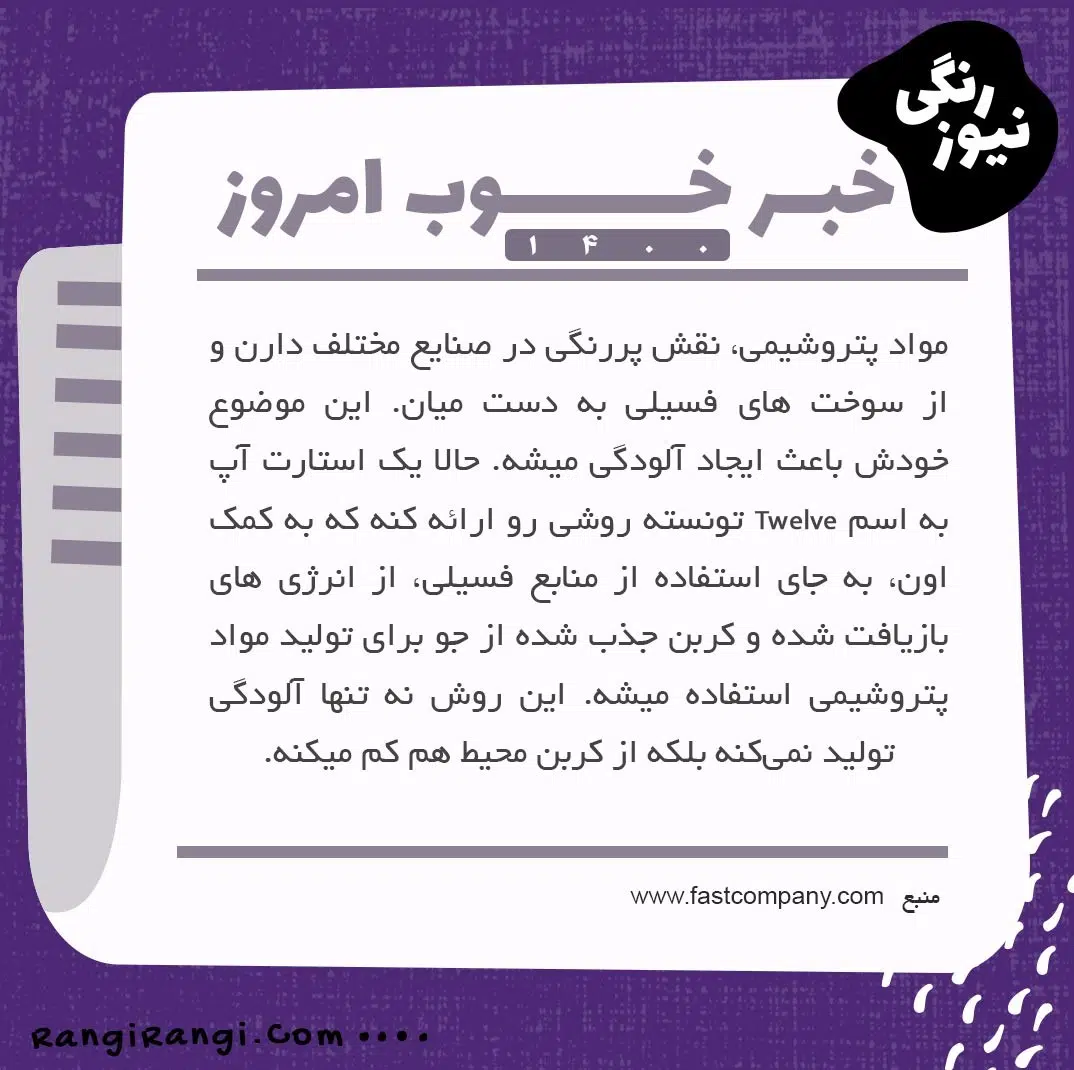 رنگی
نیوز
خبر خوب امروز
۱۴۰۰
مواد پتروشیمی، نقش پررنگی در صنایع مختلف دارن و
از سوخت های فسیلی به دست میان. این موضوع
خودش باعث ایجاد آلودگی میشه. حالا یک استارت آپ
به اسم Twelve تونسته روشی رو ارائه کنه که به کمک
اون، به جای استفاده از منابع فسیلی، از انرژی های
بازیافت شده و کربن جذب شده از جو برای تولید مواد
پتروشیمی استفاده میشه. این روش نه تنها آلودگی
تولید نمی‌کنه بلکه از کربن محیط هم کم میکنه.
منبع www.fastcompany.com
RangiRangi.Com ....